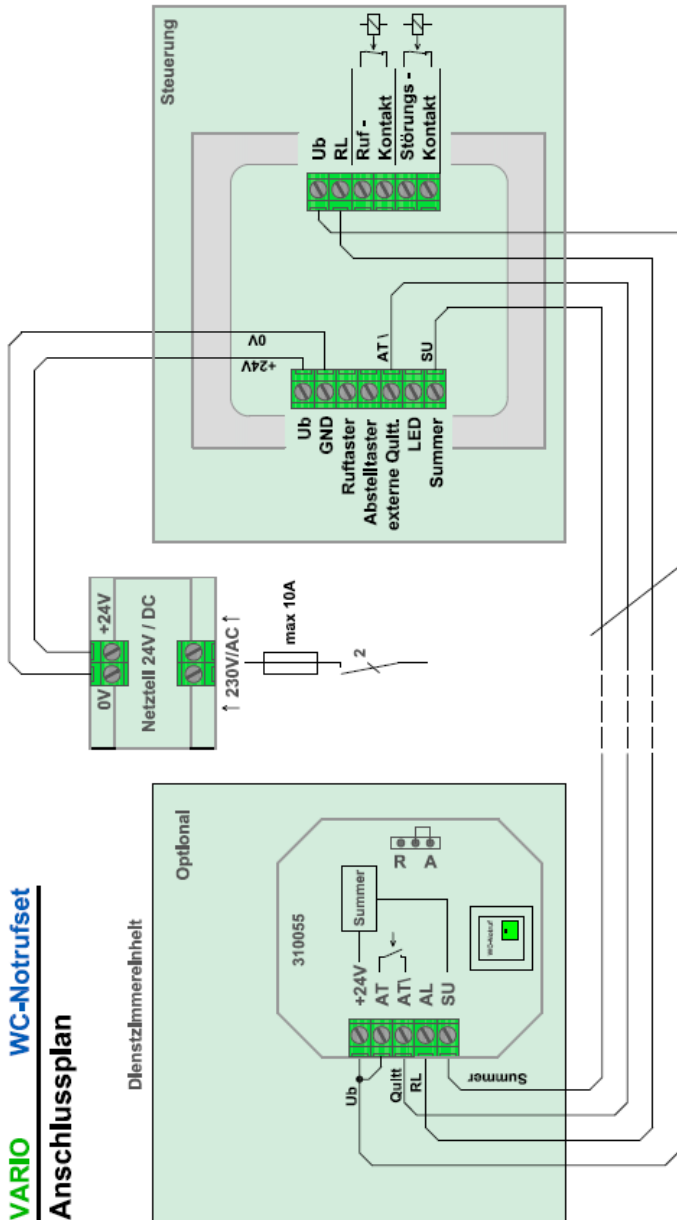 VARIO WC-Notrufset
Anschlussplan
Dienstzimmereinheit
Optional
310055
Summer
R A
+24V
AT
AT\
AL
SU
WC-Notruf
Ub
Quitt
RL
Summer
0V +24V
Netzteil 24V / DC
↑ 230V/AC ↑
max 10A
2
Steuerung
+24V
0V
Ub
GND
Ruftaster
Abstelltaster
externe Quitt.
LED
Summer
AT \
SU
Ub
RL
Ruf -
Kontakt
Störungs -
Kontakt